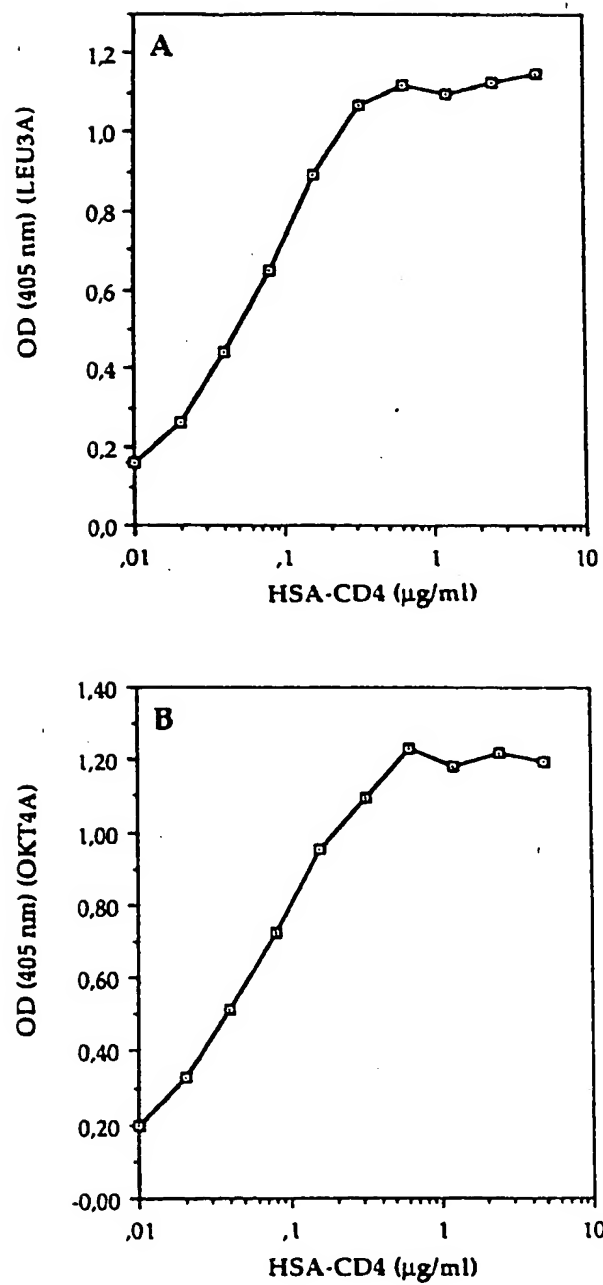 A
1,2
1,0
0,8
0,6
0,4
0,2
0,0
OD (405 nm) (LEU3A)
,01 ,1 1 10
HSA-CD4 (µg/ml)
B
1,40
1,20
1,00
0,80
0,60
0,40
0,20
-0,00
OD (405 nm) (OKT4A)
,01 ,1 1 10
HSA-CD4 (µg/ml)